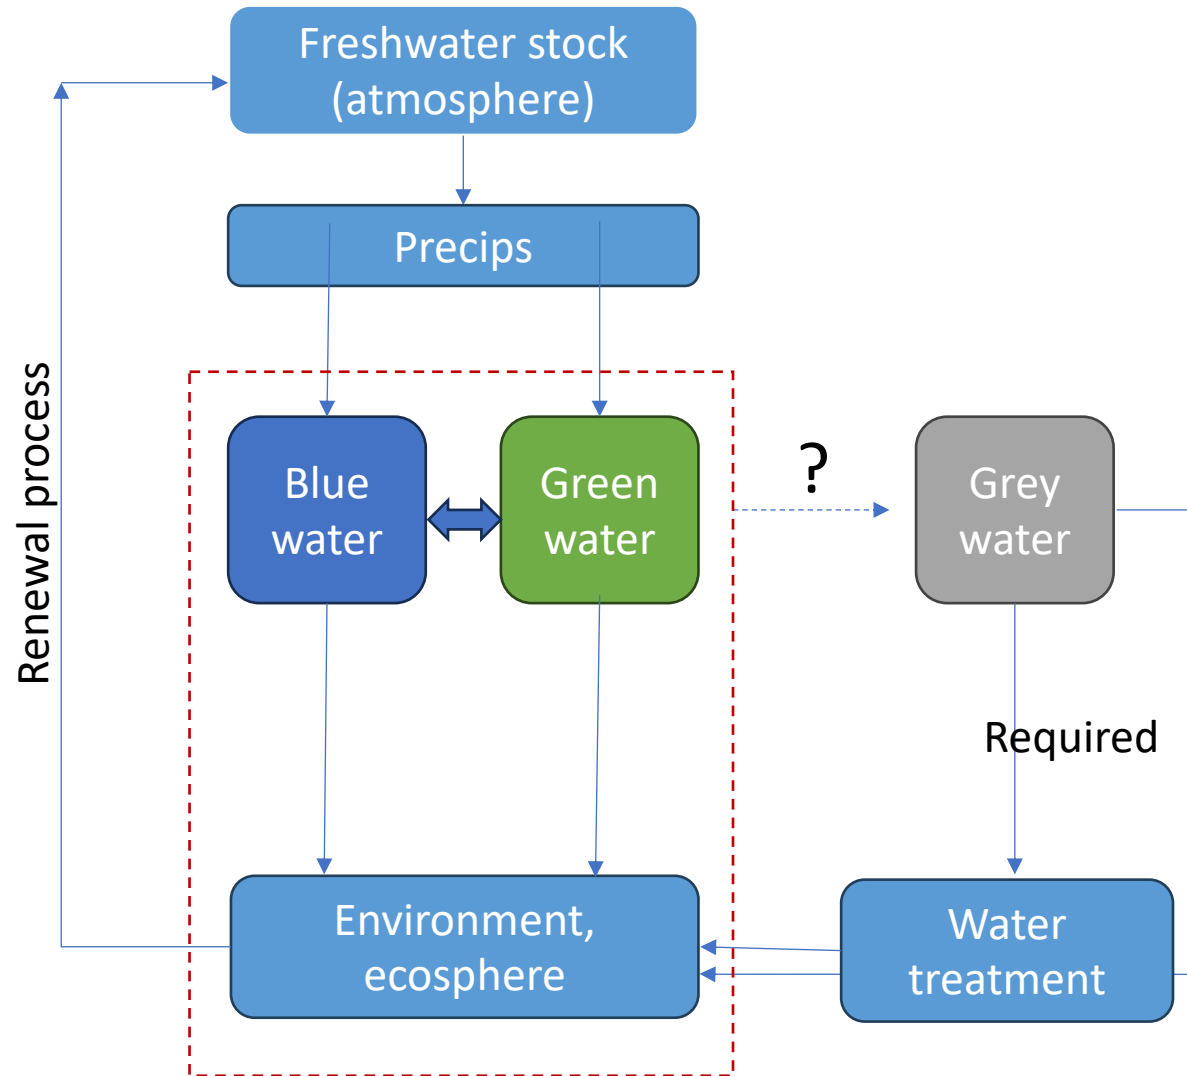 Freshwater stock
(atmosphere)
Precips
Renewal process
Blue
water
Green
water
?
Grey
water
Required
Environment,
ecosphere
Water
treatment